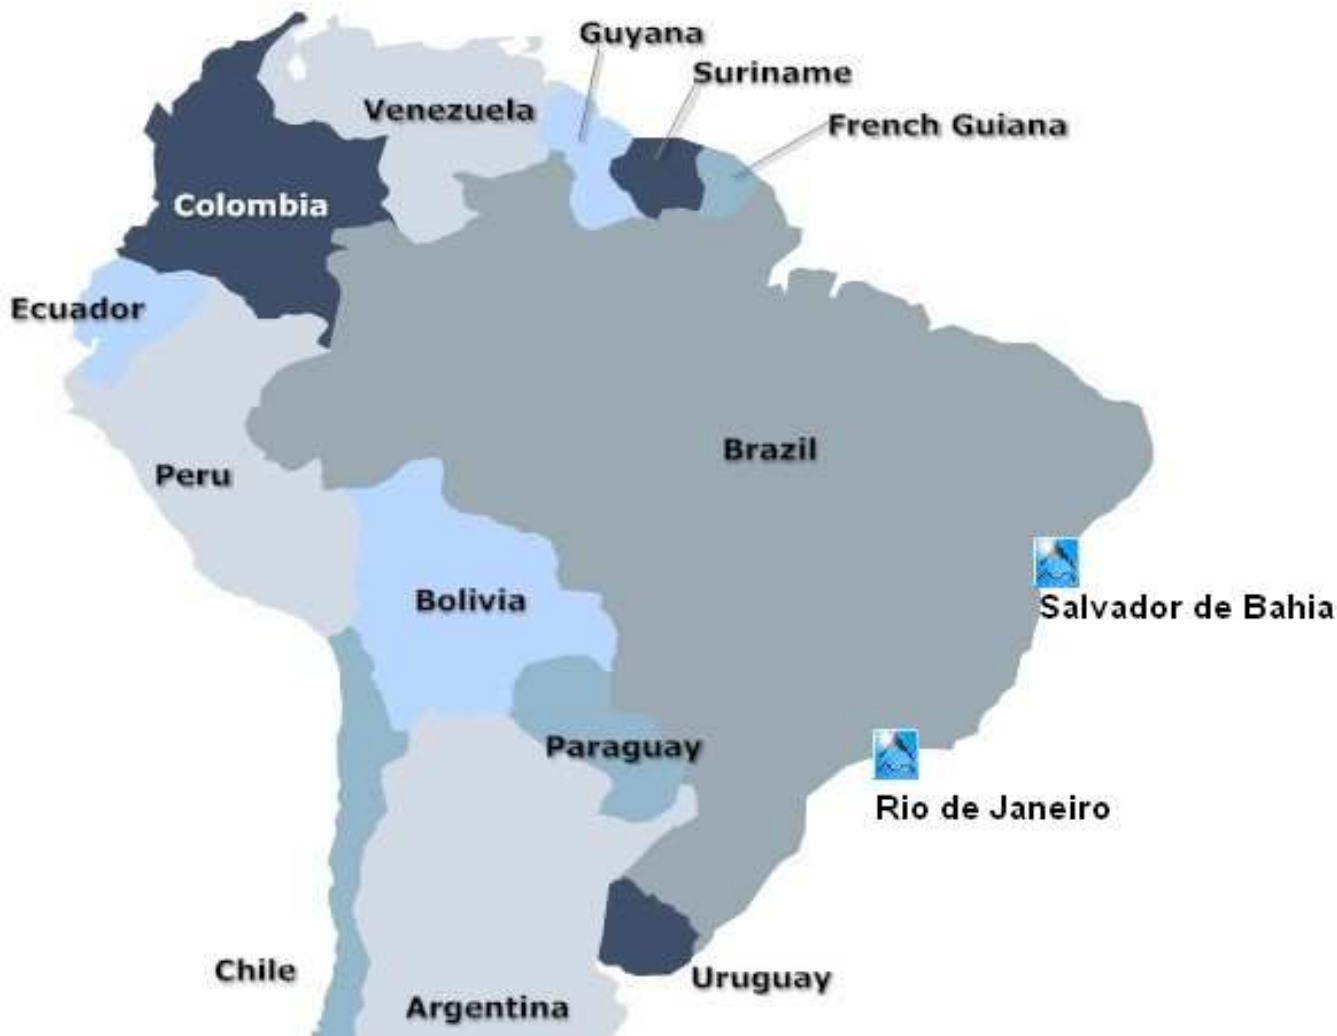 Guyana
Suriname
Venezuela
French Guiana
Colombia
Ecuador
Brazil
Peru
Bolivia
Salvador de Bahia
Paraguay
Rio de Janeiro
Chile
Uruguay
Argentina